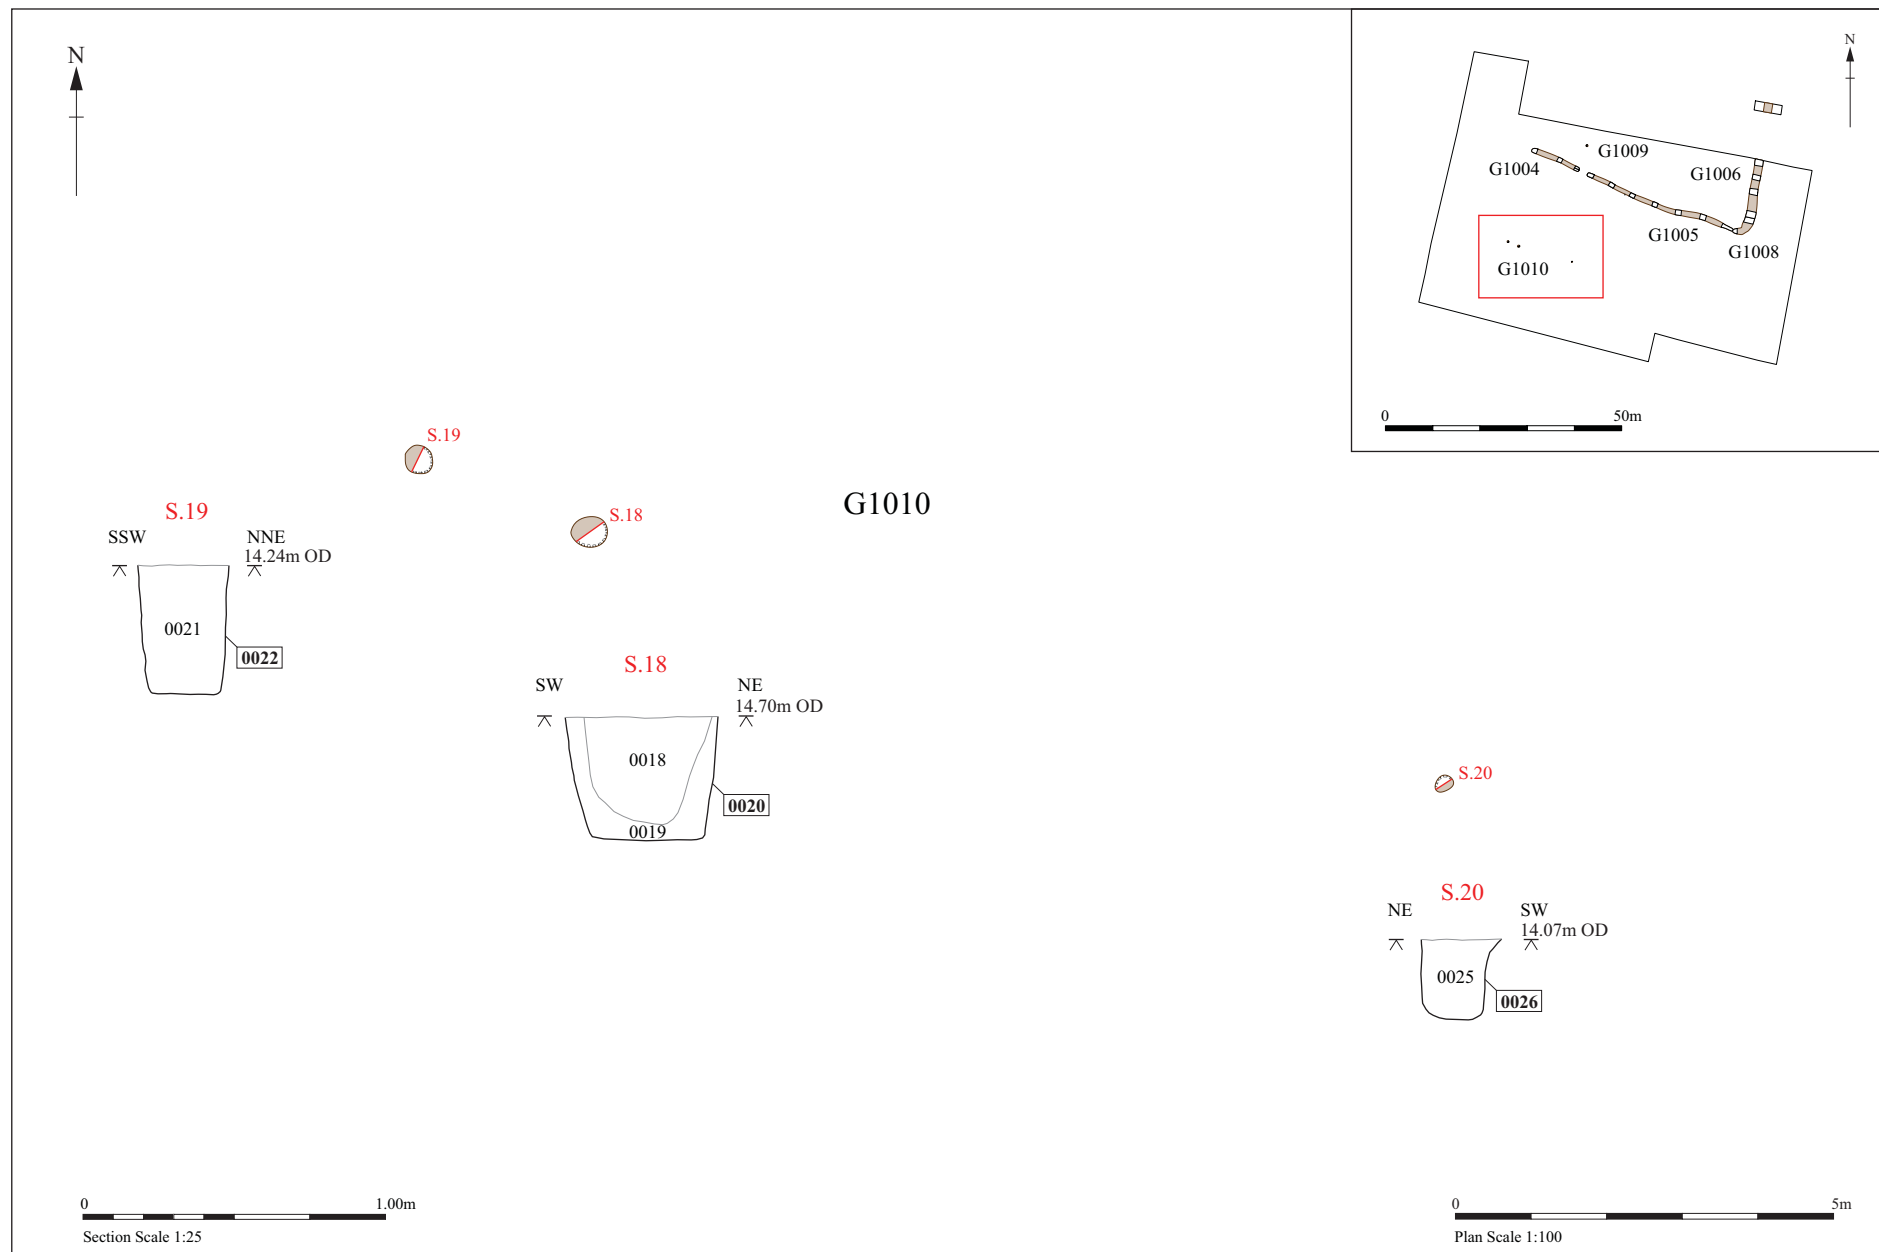 N
N
G1009
G1004
G1006
G1005
G1008
G1010
0 50m
S.19
S.18
G1010
S.19
SSW NNE
14.24m OD
0021
0022
S.18
SW NE
14.70m OD
0018
0020
0019
S.20
S.20
NE SW
14.07m OD
0025
0026
0 1.00m
Section Scale 1:25
0 5m
Plan Scale 1:100